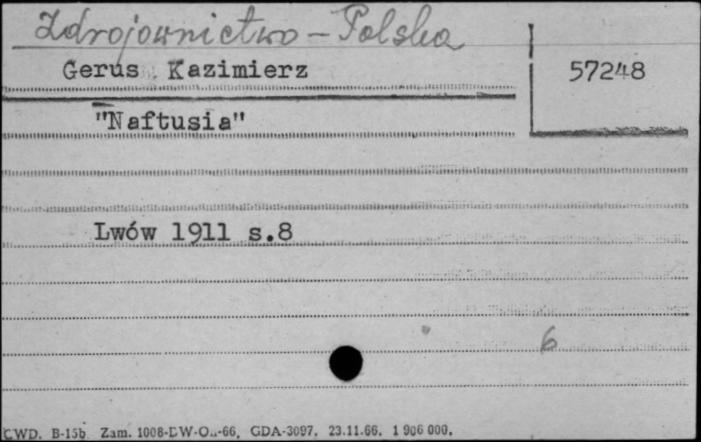 Zdrojownictwo – Polska
Gerus Kazimierz
57248
"Naftusia"
Lwów 1911 s.8
6
CWD. B-15b. Zam. 1008-DW-O..-66, GDA-3097. 23.11.66. 1 906 000.